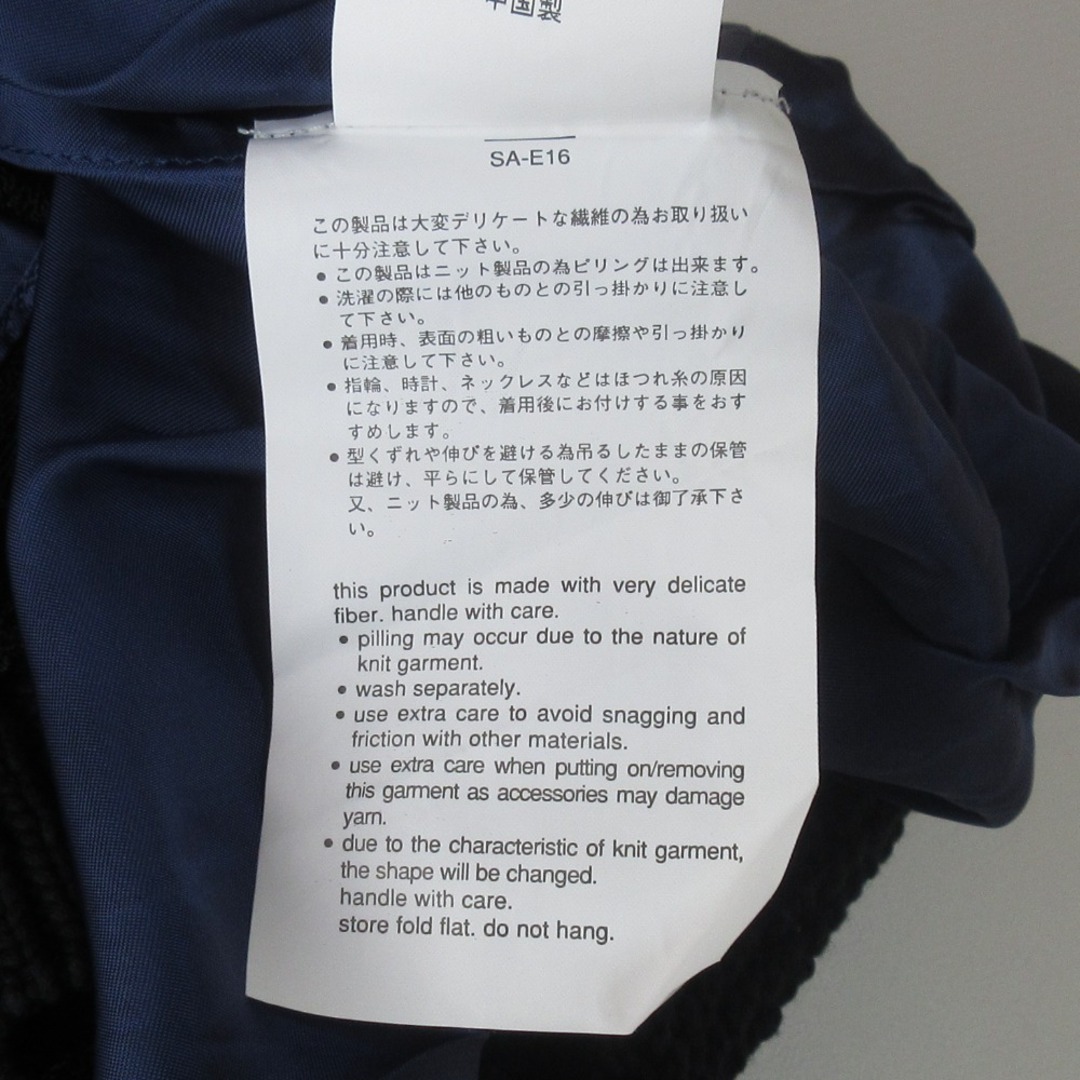 中国製
SA-E16
この製品は大変デリケートな繊維の為お取り扱い
に十分注意して下さい。
● この製品はニット製品の為ピリングは出来ます。
● 洗濯の際には他のものとの引っ掛かりに注意し
て下さい。
● 着用時、表面の粗いものとの摩擦や引っ掛かり
に注意して下さい。
● 指輪、時計、ネックレスなどはほつれ糸の原因
になりますので、着用後にお付けする事をおす
すめします。
● 型くずれや伸びを避ける為吊るしたままの保管
は避け、平らにして保管してください。
又、ニット製品の為、多少の伸びは御了承下さ
い。
this product is made with very delicate
fiber. handle with care.
● pilling may occur due to the nature of
knit garment.
● wash separately.
● use extra care to avoid snagging and
friction with other materials.
● use extra care when putting on/removing
this garment as accessories may damage
yarn.
● due to the characteristic of knit garment,
the shape will be changed.
handle with care.
store fold flat. do not hang.